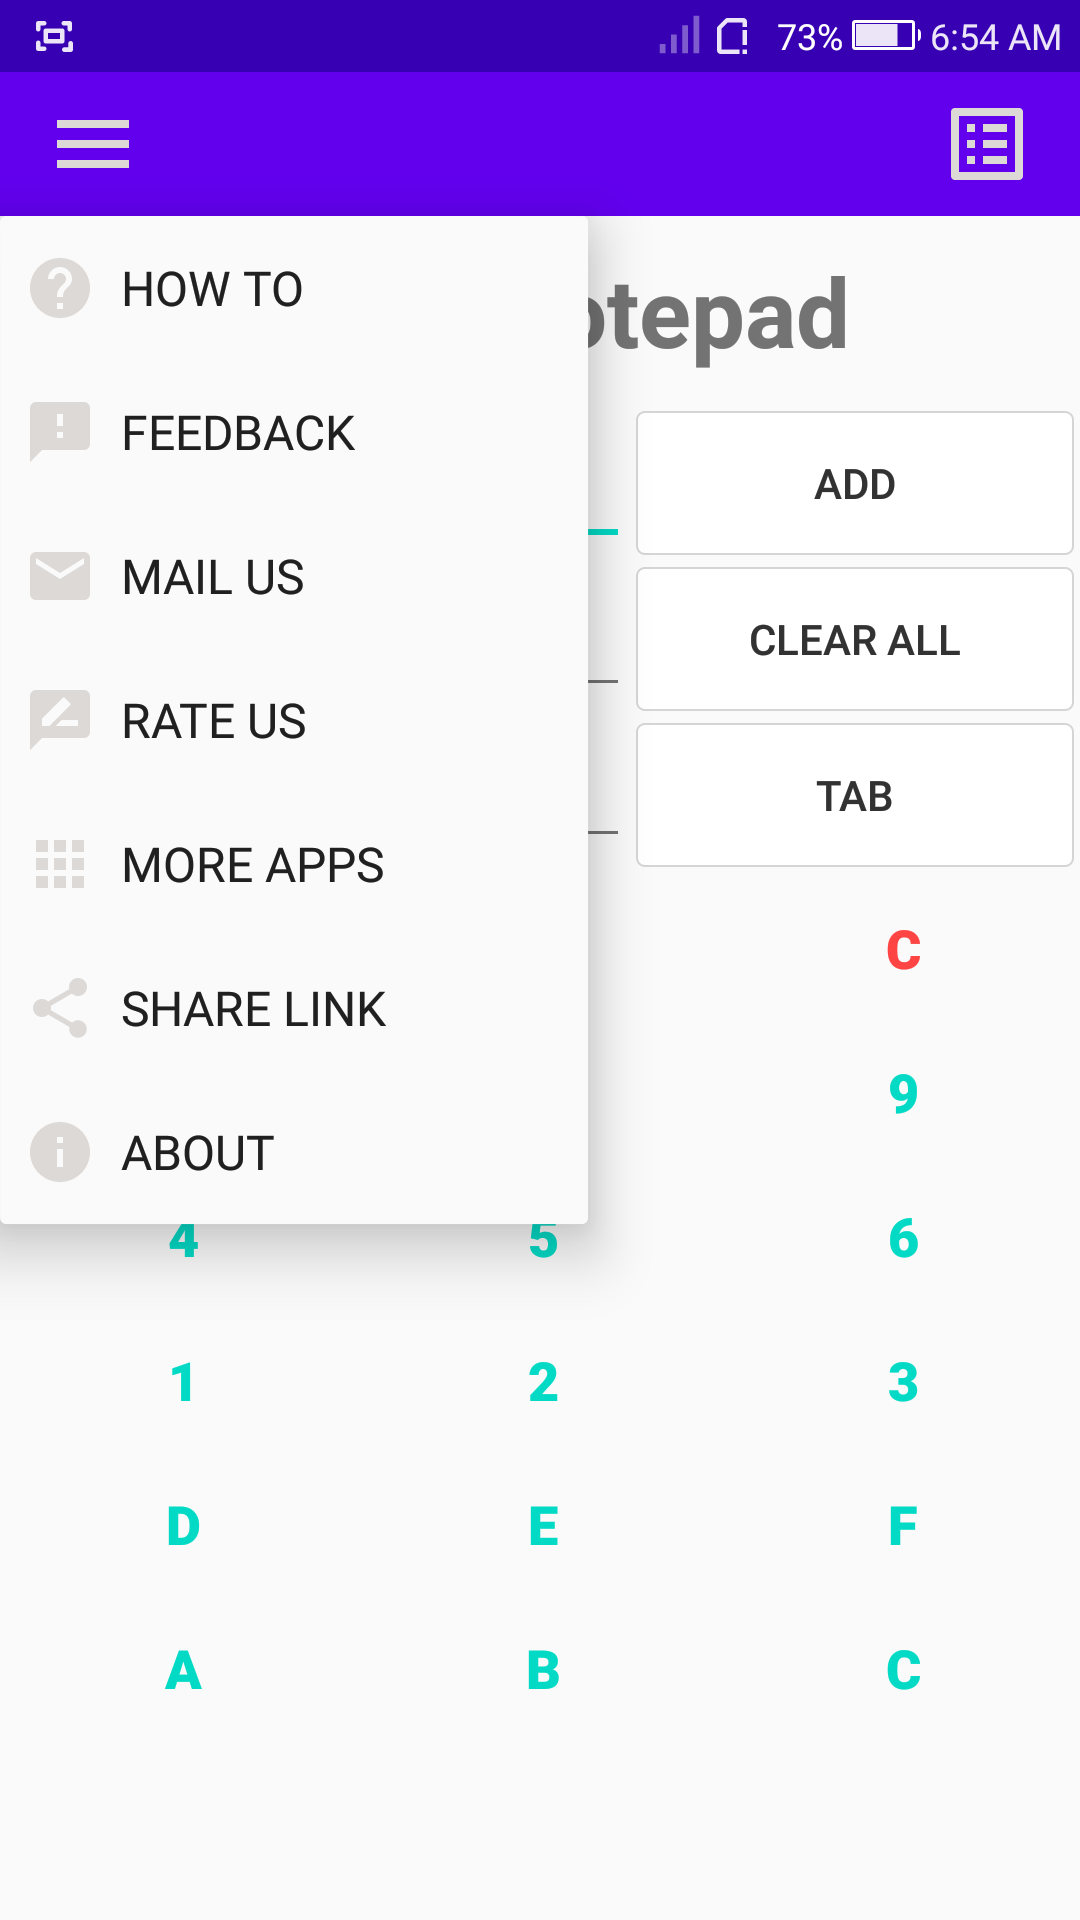 73% 6:54 AM
otepad
HOW TO
FEEDBACK
MAIL US
RATE US
MORE APPS
SHARE LINK
ABOUT
ADD
CLEAR ALL
TAB
C
9
4 5 6
1 2 3
D E F
A B C